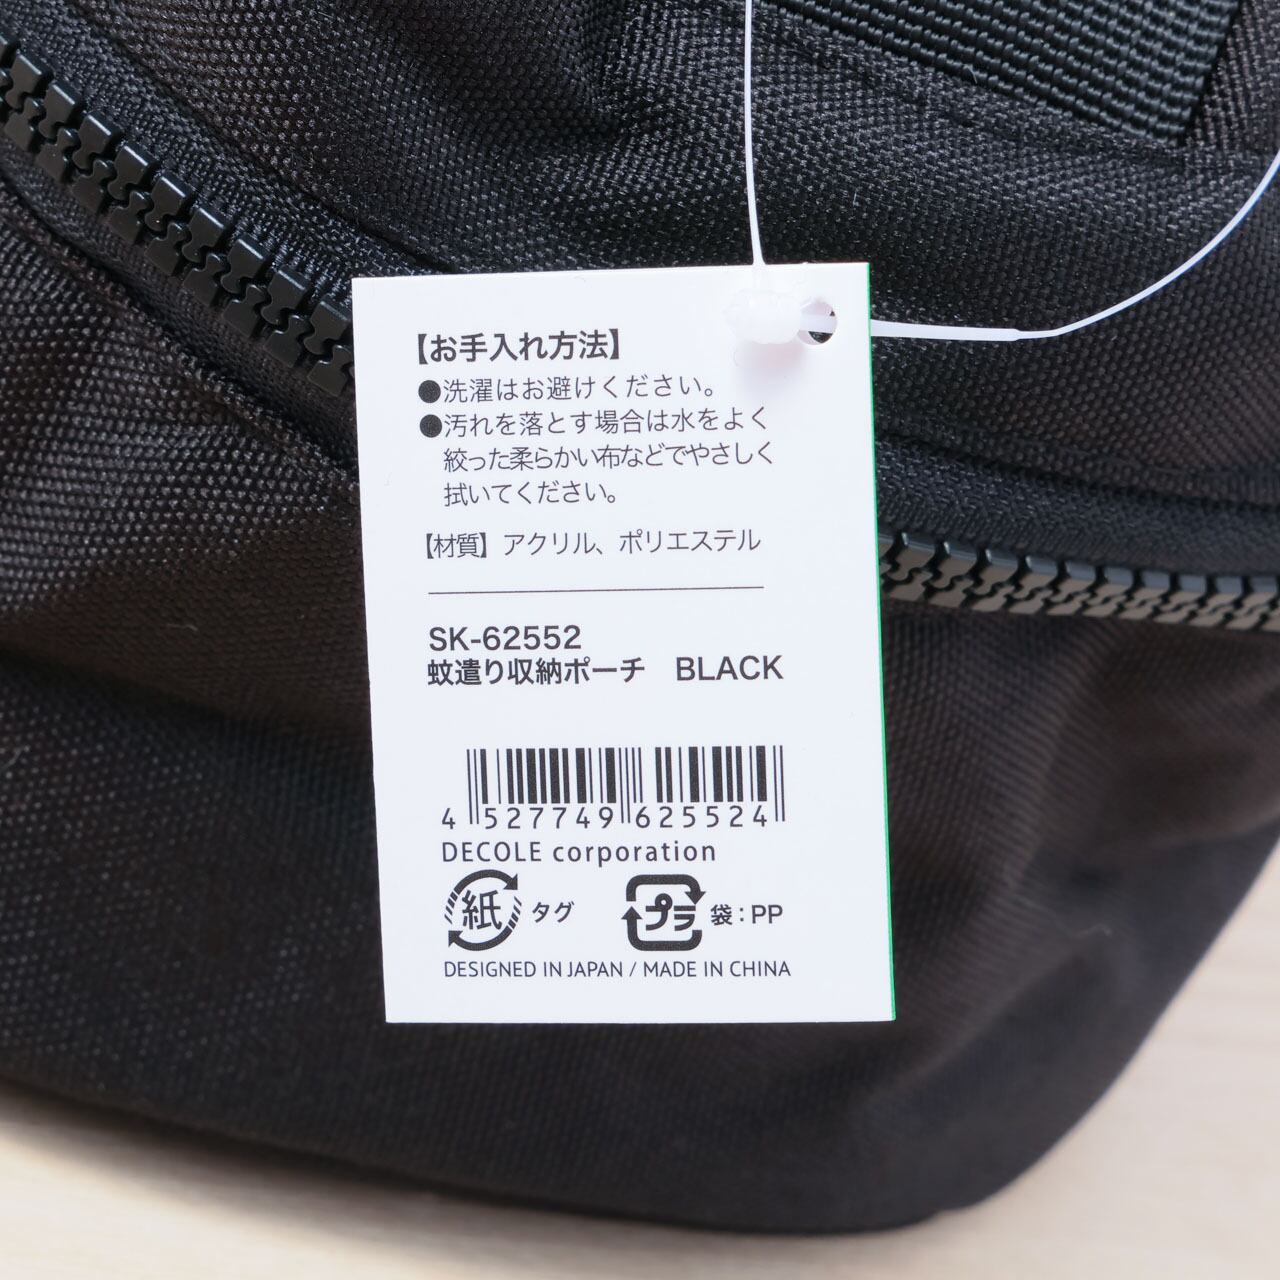 【お手入れ方法】
●洗濯はお避けください。
●汚れを落とす場合は水をよく
絞った柔らかい布などでやさしく
拭いてください。
【材質】アクリル、ポリエステル
SK-62552
蚊遣り収納ポーチ　BLACK
4 527749 625524
DECOLE corporation
紙 タグ プラ 袋：PP
DESIGNED IN JAPAN / MADE IN CHINA